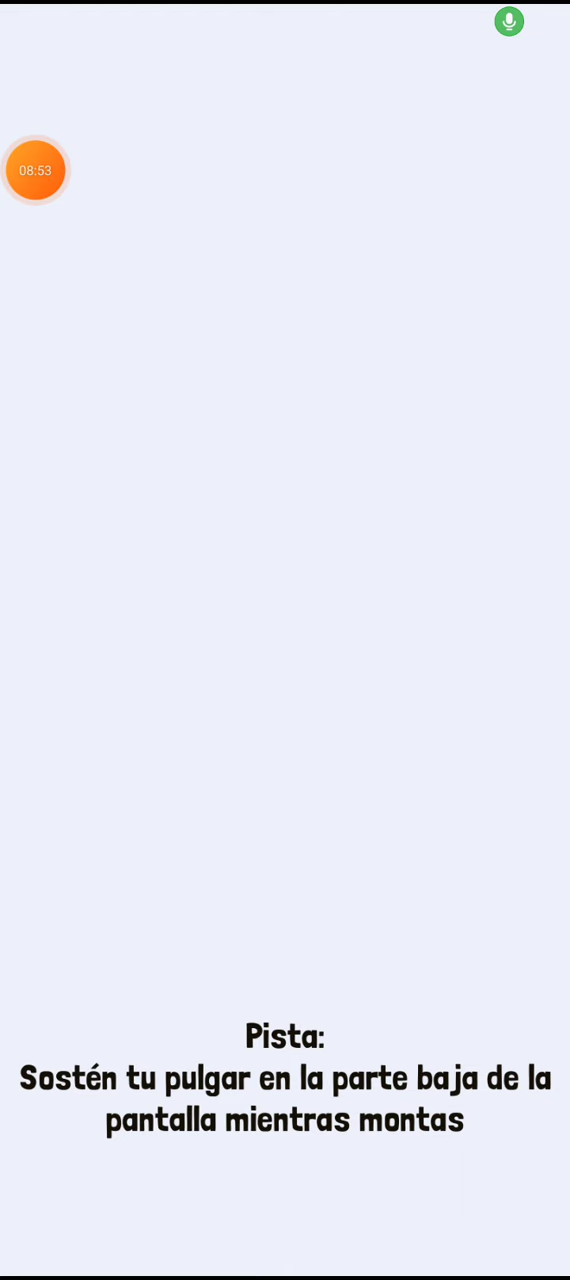 08:53
Pista:
Sostén tu pulgar en la parte baja de la
pantalla mientras montas